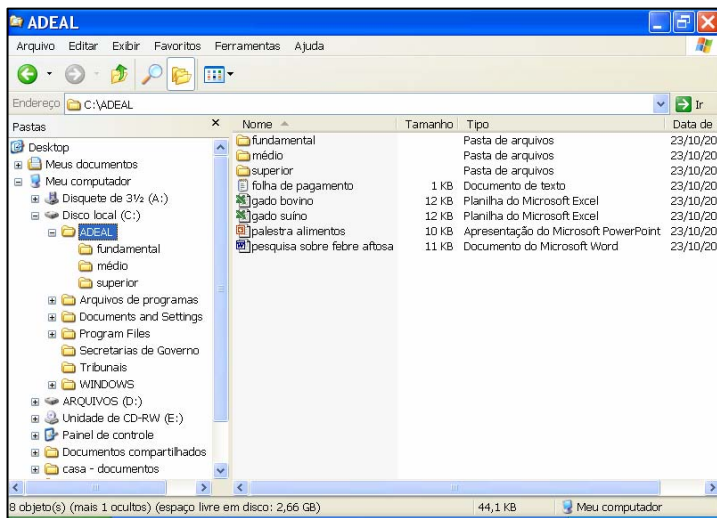 ADEAL
Arquivo Editar Exibir Favoritos Ferramentas Ajuda
Endereço C:\ADEAL Ir
Pastas
Desktop
Meus documentos
Meu computador
Disquete de 3½ (A:)
Disco local (C:)
ADEAL
fundamental
médio
superior
Arquivos de programas
Documents and Settings
Program Files
Secretarias de Governo
Tribunais
WINDOWS
ARQUIVOS (D:)
Unidade de CD-RW (E:)
Painel de controle
Documentos compartilhados
casa - documentos
Nome Tamanho Tipo Data de
fundamental Pasta de arquivos 23/10/20
médio Pasta de arquivos 23/10/20
superior Pasta de arquivos 23/10/20
folha de pagamento 1 KB Documento de texto 23/10/20
gado bovino 12 KB Planilha do Microsoft Excel 23/10/20
gado suíno 12 KB Planilha do Microsoft Excel 23/10/20
palestra alimentos 10 KB Apresentação do Microsoft PowerPoint 23/10/20
pesquisa sobre febre aftosa 11 KB Documento do Microsoft Word 23/10/20
8 objeto(s) (mais 1 ocultos) (espaço livre em disco: 2,66 GB) 44,1 KB Meu computador